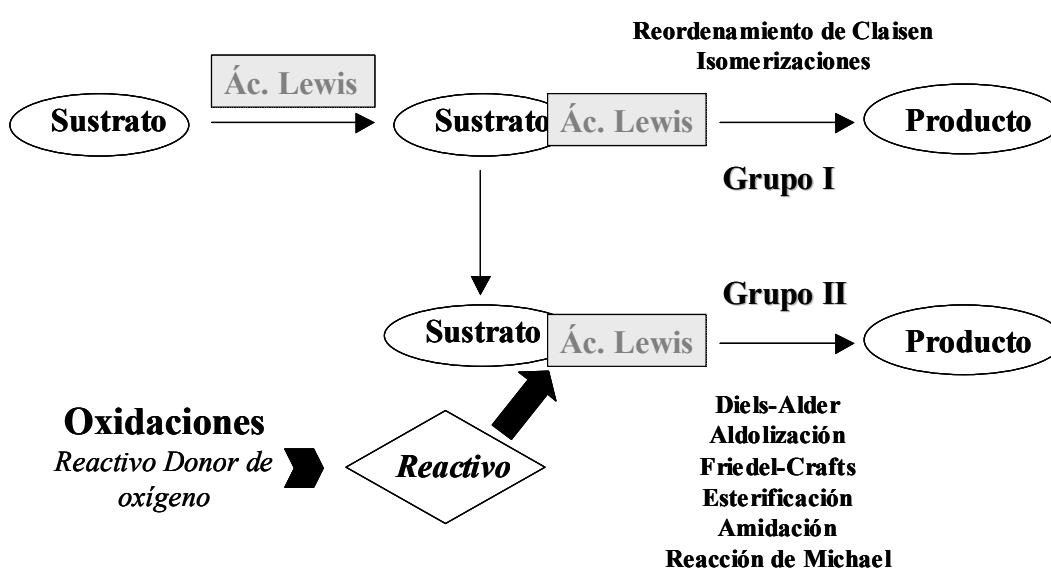 Reordenamiento de Claisen
Isomerizaciones
Ác. Lewis
Sustrato
Sustrato
Ác. Lewis
Producto
Grupo I
Grupo II
Sustrato
Ác. Lewis
Producto
Oxidaciones
Reactivo Donor de
oxígeno
Reactivo
Diels-Alder
Aldolización
Friedel-Crafts
Esterificación
Amidación
Reacción de Michael